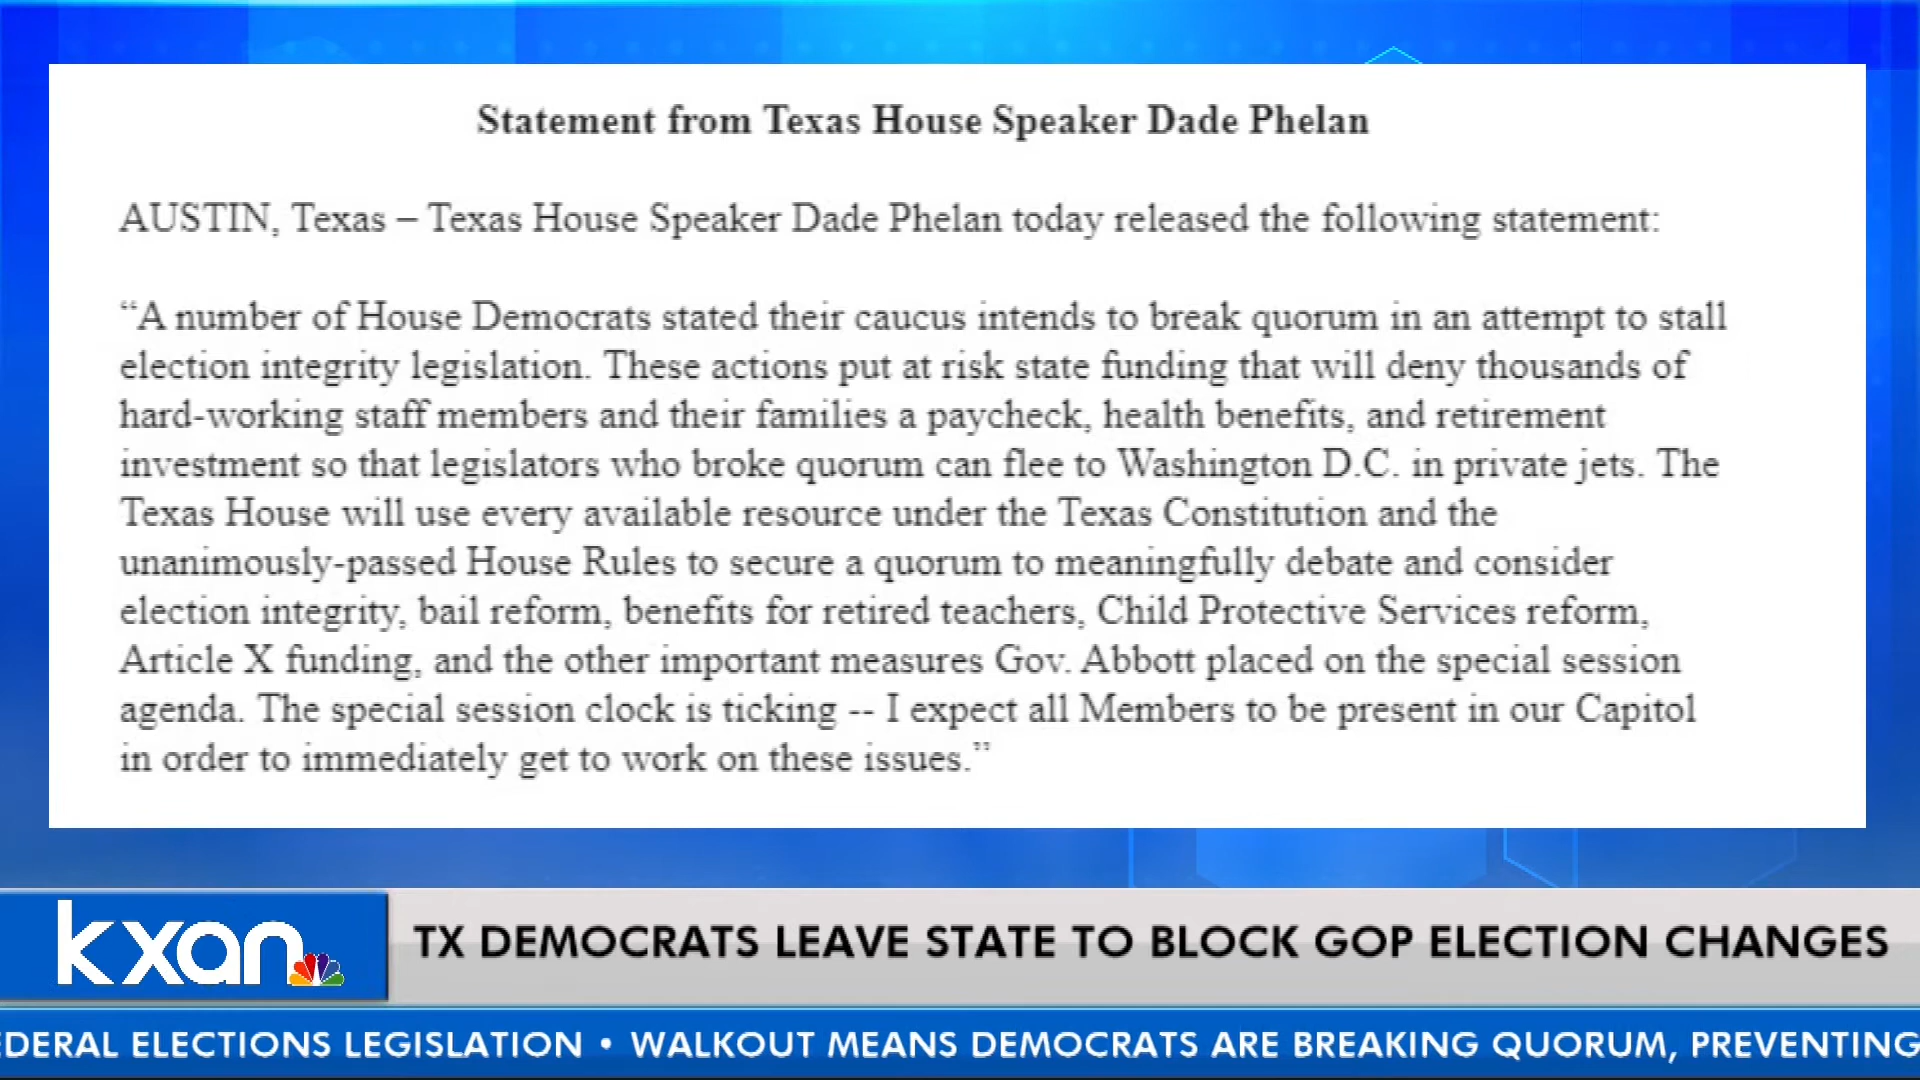 Statement from Texas House Speaker Dade Phelan
AUSTIN, Texas – Texas House Speaker Dade Phelan today released the following statement:
“A number of House Democrats stated their caucus intends to break quorum in an attempt to stall
election integrity legislation. These actions put at risk state funding that will deny thousands of
hard-working staff members and their families a paycheck, health benefits, and retirement
investment so that legislators who broke quorum can flee to Washington D.C. in private jets. The
Texas House will use every available resource under the Texas Constitution and the
unanimously-passed House Rules to secure a quorum to meaningfully debate and consider
election integrity, bail reform, benefits for retired teachers, Child Protective Services reform,
Article X funding, and the other important measures Gov. Abbott placed on the special session
agenda. The special session clock is ticking -- I expect all Members to be present in our Capitol
in order to immediately get to work on these issues.”
kxan
TX DEMOCRATS LEAVE STATE TO BLOCK GOP ELECTION CHANGES
EDERAL ELECTIONS LEGISLATION • WALKOUT MEANS DEMOCRATS ARE BREAKING QUORUM, PREVENTING